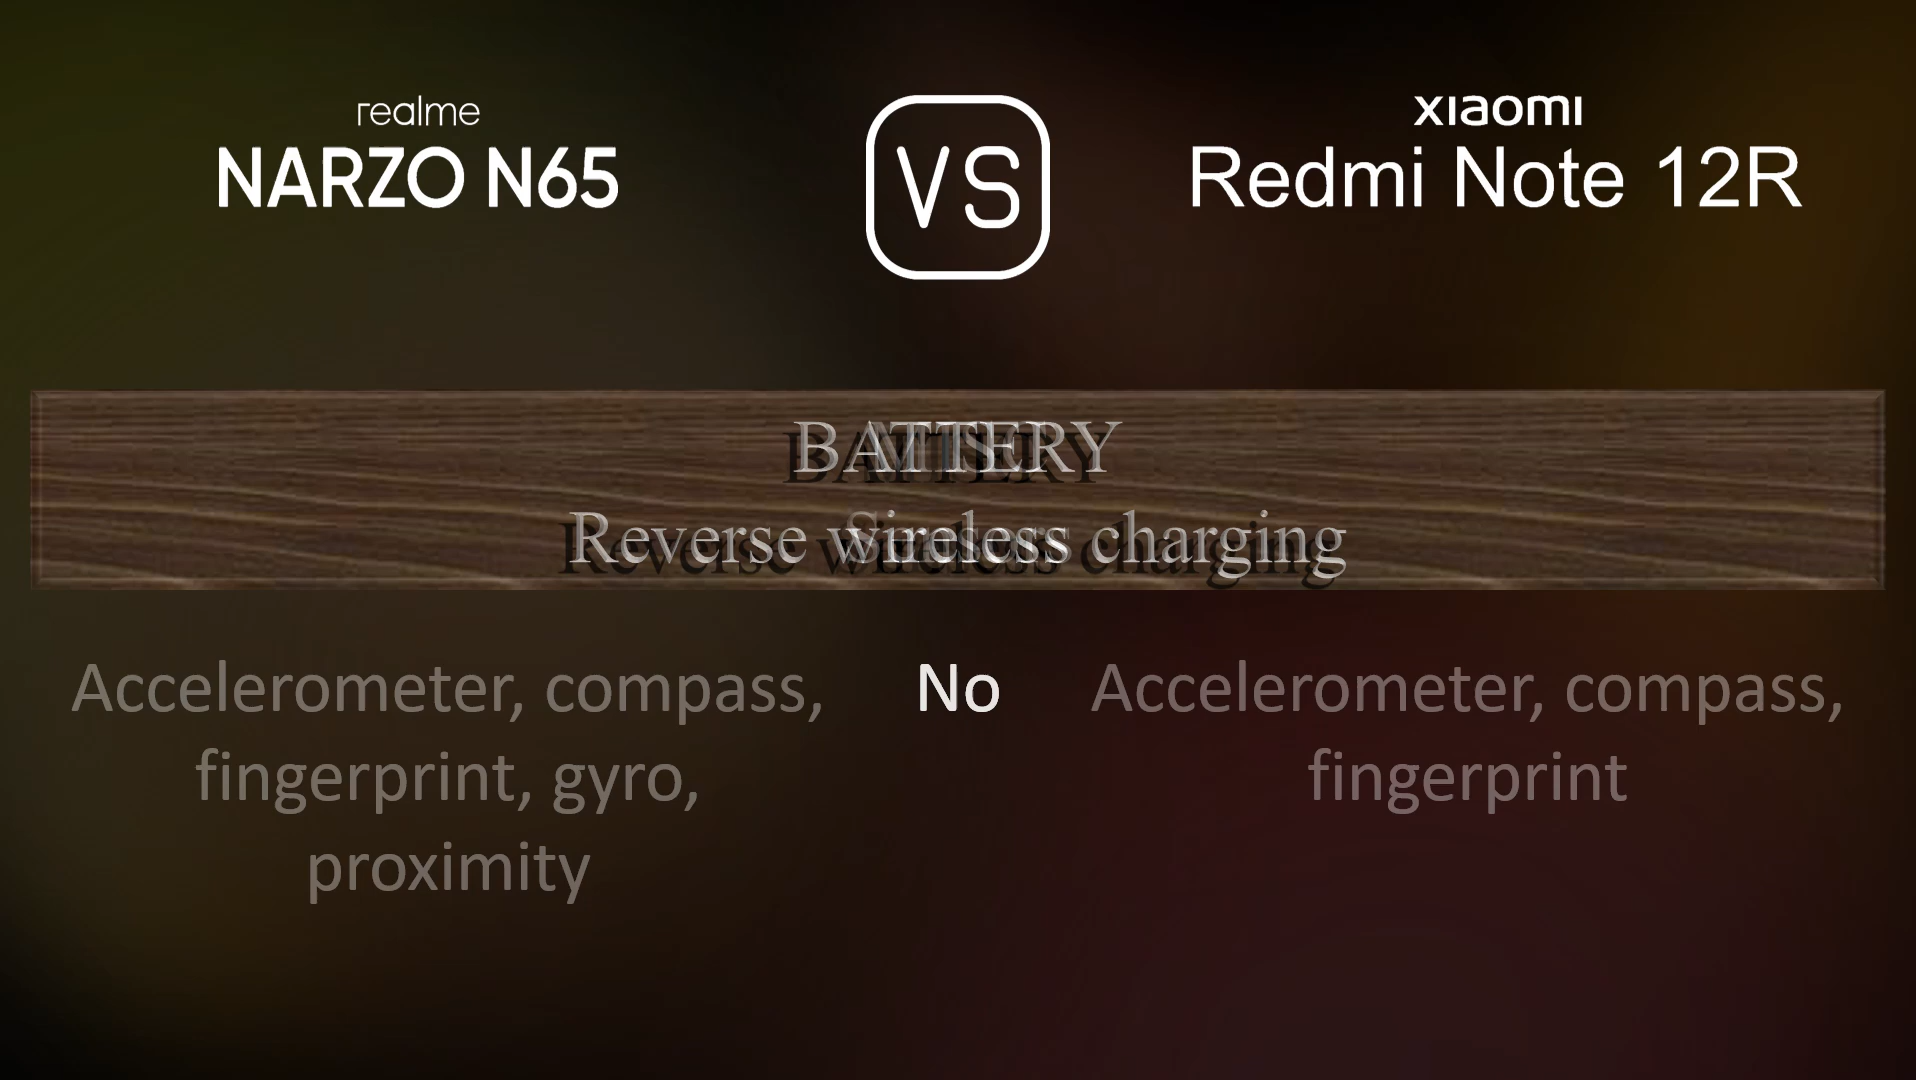 realme
NARZO N65
VS
xiaomi
Redmi Note 12R
BATTERY
Reverse wireless charging
Accelerometer, compass,
fingerprint, gyro,
proximity
No
Accelerometer, compass,
fingerprint